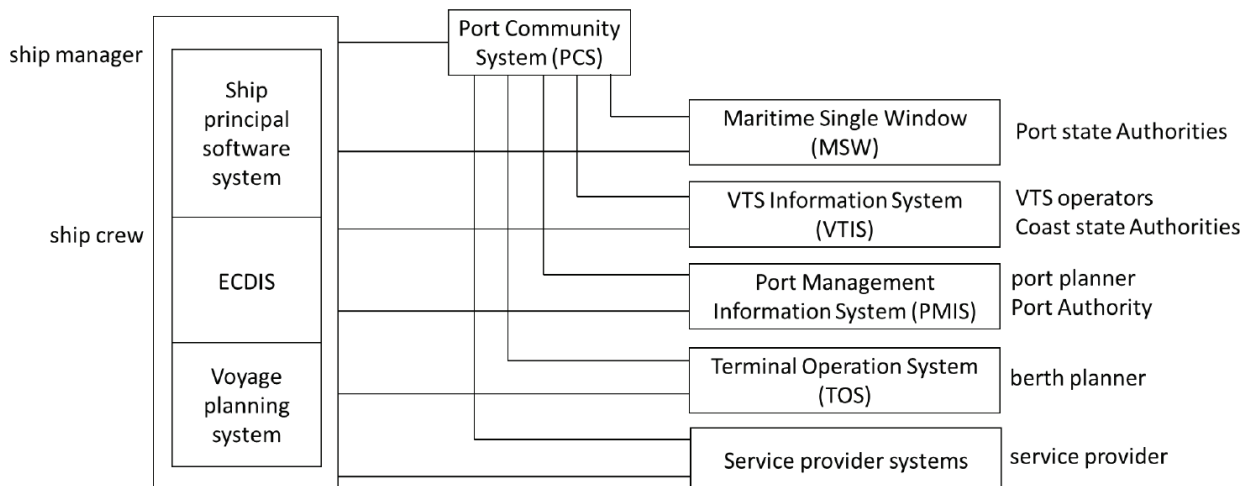 ship manager
ship crew
Ship
principal
software
system
ECDIS
Voyage
planning
system
Port Community
System (PCS)
Maritime Single Window
(MSW)
Port state Authorities
VTS Information System
(VTIS)
VTS operators
Coast state Authorities
Port Management
Information System (PMIS)
port planner
Port Authority
Terminal Operation System
(TOS)
berth planner
Service provider systems
service provider